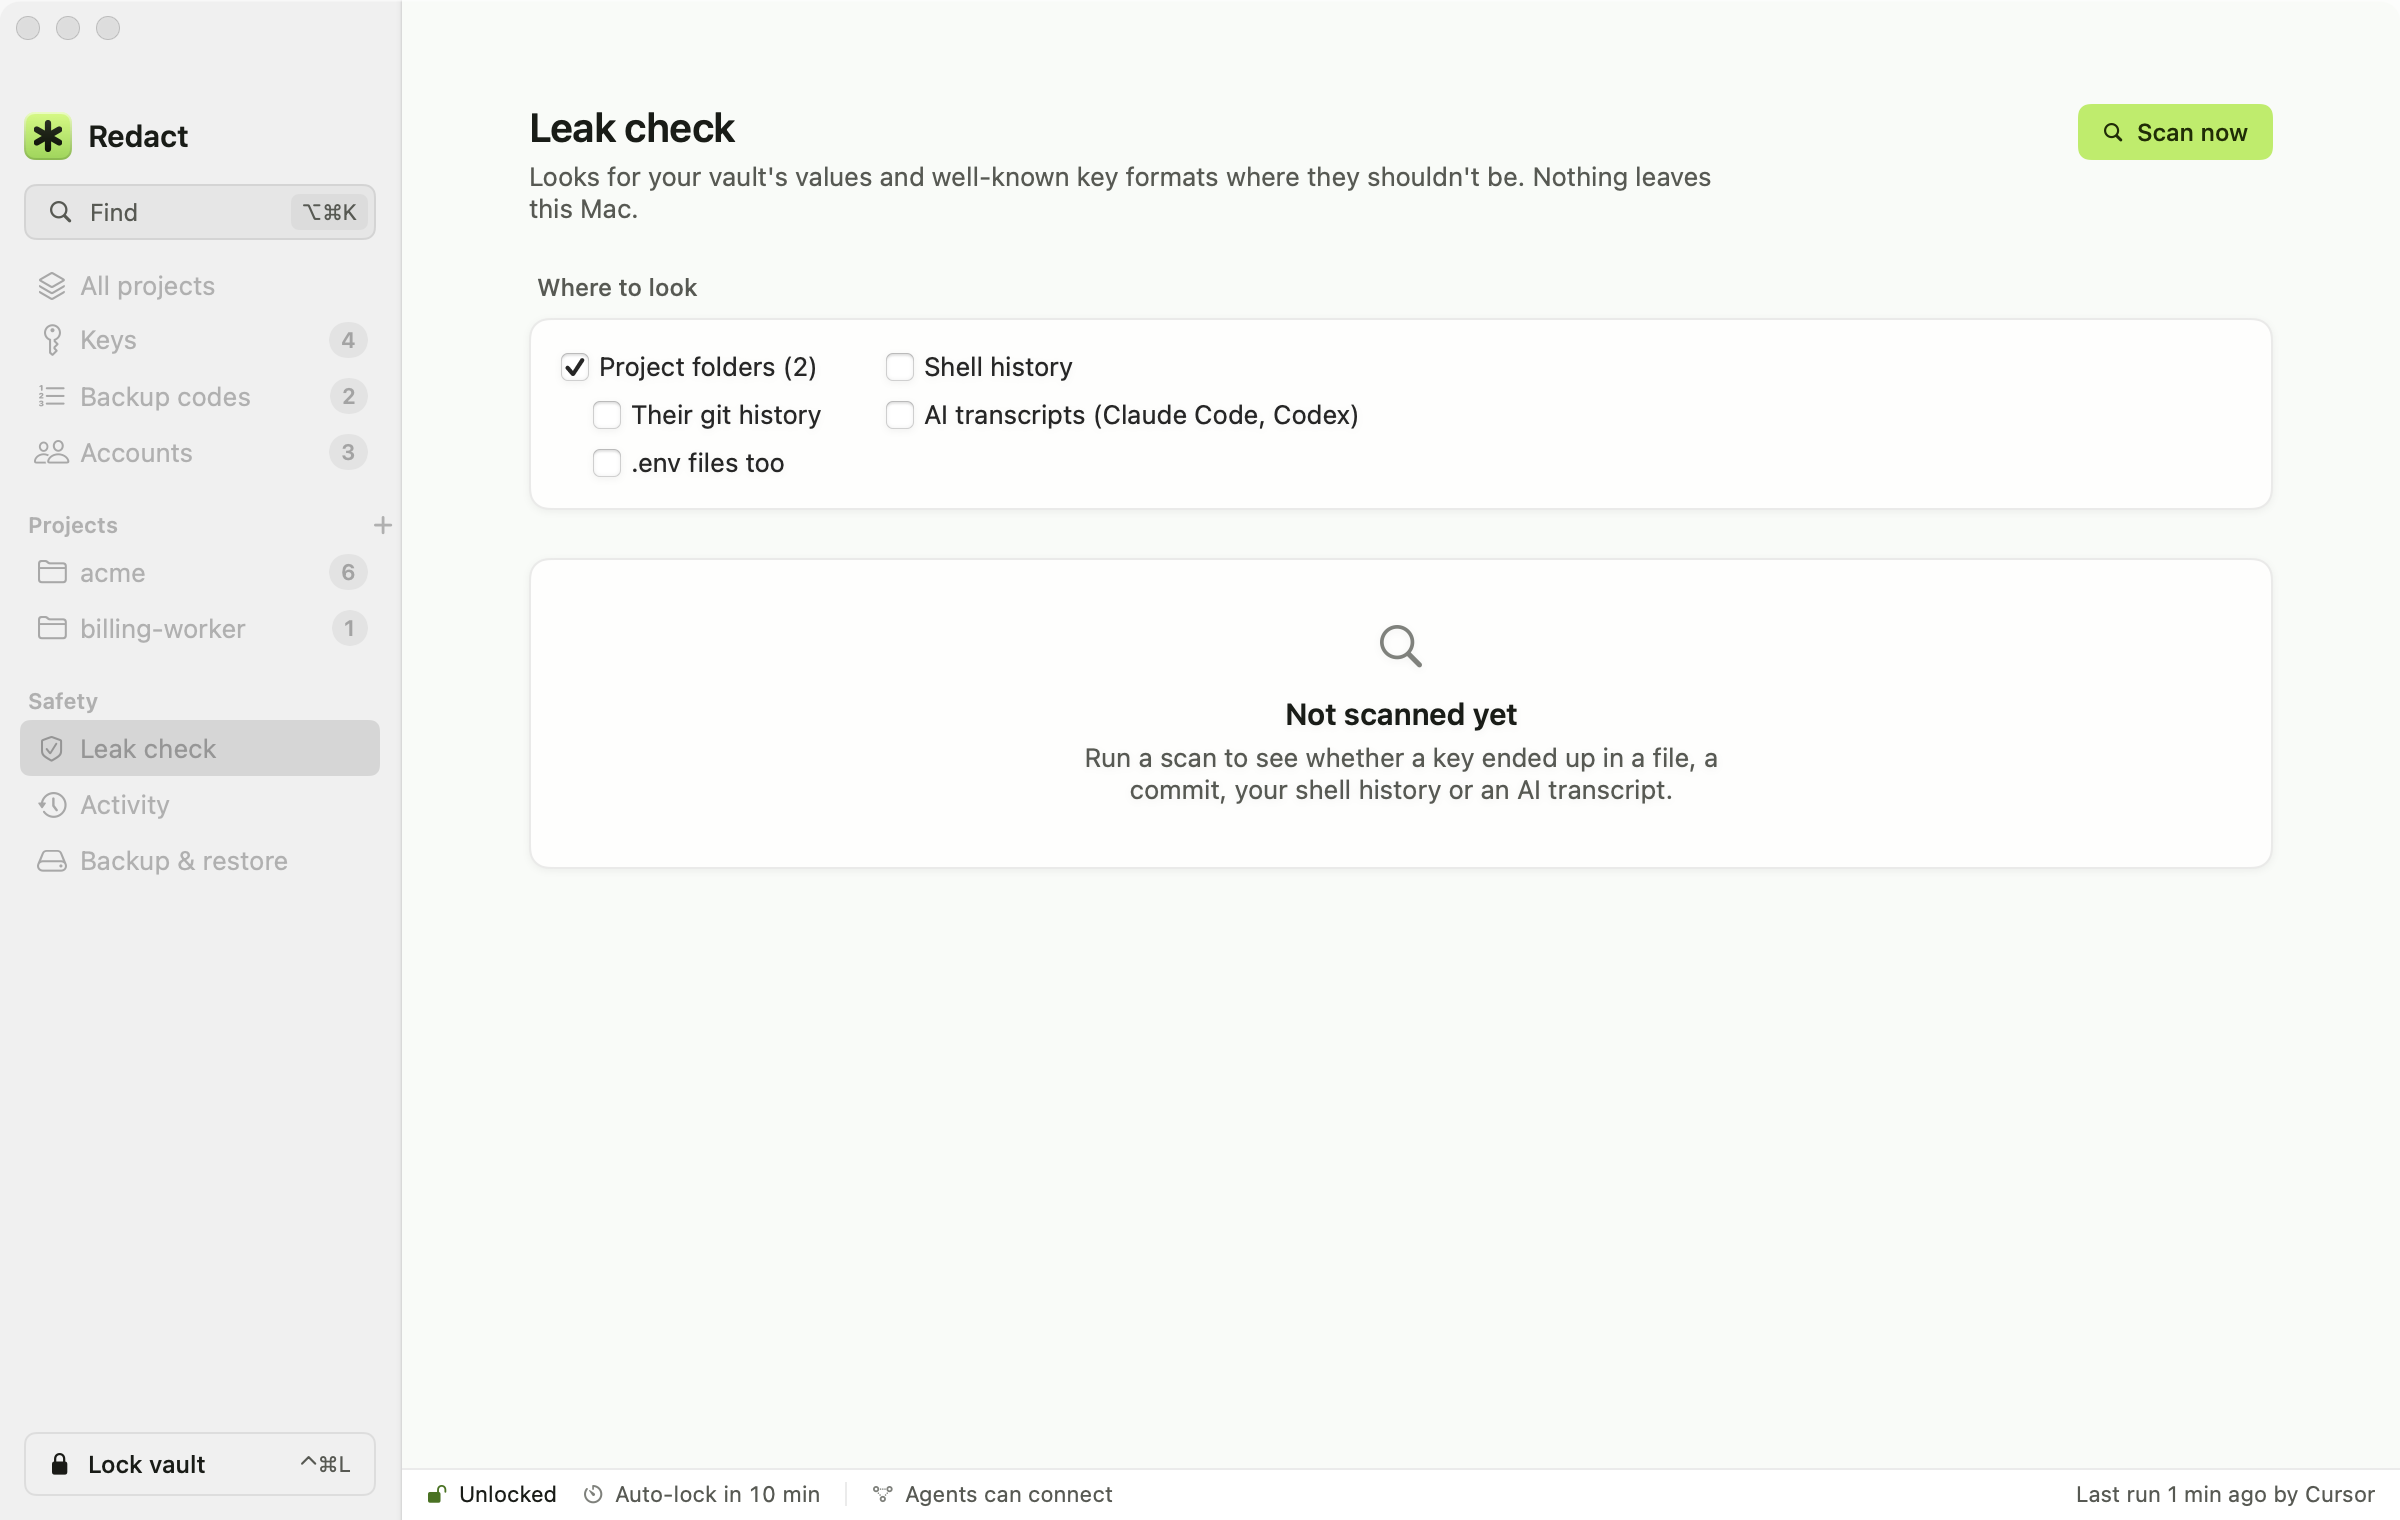 Redact
Find ⌥⌘K
All projects
Keys 4
Backup codes 2
Accounts 3
Projects +
acme 6
billing-worker 1
Safety
Leak check
Activity
Backup & restore
Lock vault ^⌘L
Leak check
Scan now
Looks for your vault's values and well-known key formats where they shouldn't be. Nothing leaves
this Mac.
Where to look
Project folders (2)
Their git history
.env files too
Shell history
AI transcripts (Claude Code, Codex)
Not scanned yet
Run a scan to see whether a key ended up in a file, a
commit, your shell history or an AI transcript.
Unlocked Auto-lock in 10 min Agents can connect Last run 1 min ago by Cursor